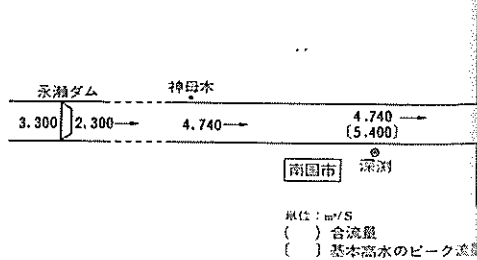 永瀬ダム
神母木
3.300
2,300→
4.740→
4.740→
[5.400]
南国市
深渕
単位:m³/S
( ) 合流量
[ ] 基本高水のピーク流量